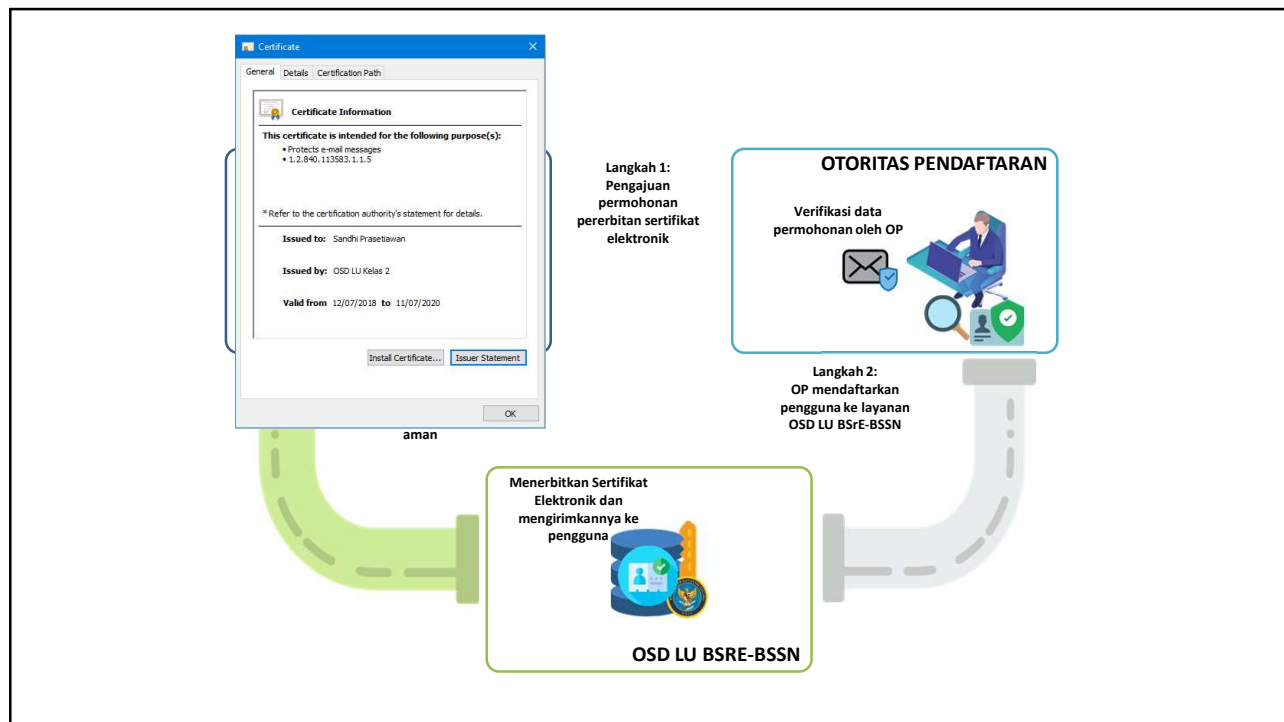 Certificate
General Details Certification Path
Certificate Information
This certificate is intended for the following purpose(s):
• Protects e-mail messages
• 1.2.840.113583.1.1.5
* Refer to the certification authority's statement for details.
Issued to: Sandhi Prasetiawan
Issued by: OSD LU Kelas 2
Valid from 12/07/2018 to 11/07/2020
Install Certificate... Issuer Statement
OK
aman
Langkah 1:
Pengajuan
permohonan
pererbitan sertifikat
elektronik
OTORITAS PENDAFTARAN
Verifikasi data
permohonan oleh OP
Langkah 2:
OP mendaftarkan
pengguna ke layanan
OSD LU BSrE-BSSN
Menerbitkan Sertifikat
Elektronik dan
mengirimkannya ke
pengguna
OSD LU BSRE-BSSN